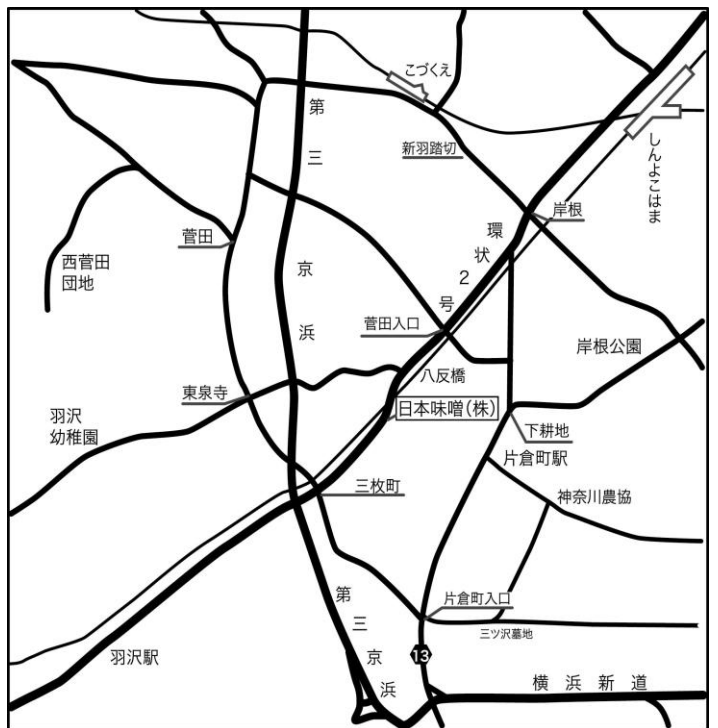 こづくえ
第三京浜
新羽踏切
しんよこはま
岸根
菅田
環状2号
西菅田
団地
菅田入口
岸根公園
八反橋
東泉寺
日本味噌(株)
羽沢
幼稚園
下耕地
片倉町駅
三枚町
神奈川農協
第三京浜
片倉町入口
三ツ沢墓地
羽沢駅
13
横浜新道